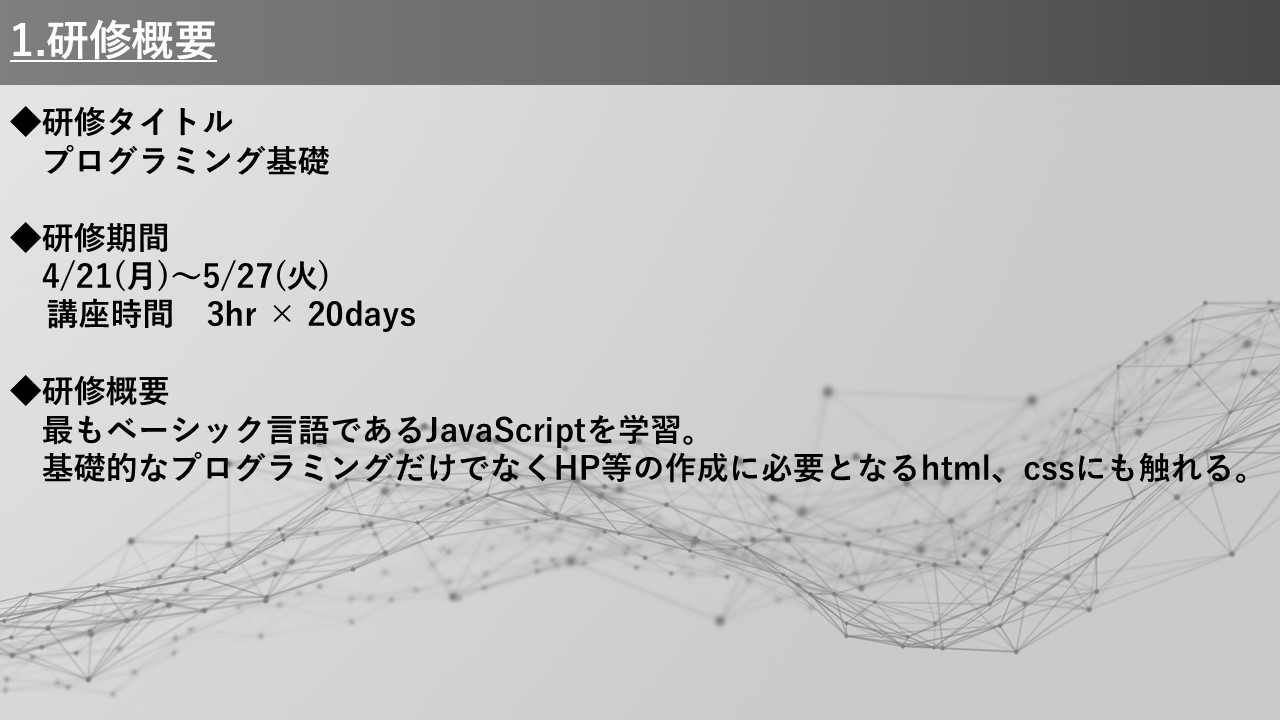 1.研修概要
◆研修タイトル
プログラミング基礎
◆研修期間
4/21(月)～5/27(火)
講座時間　3hr × 20days
◆研修概要
最もベーシック言語であるJavaScriptを学習。
基礎的なプログラミングだけでなくHP等の作成に必要となるhtml、cssにも触れる。